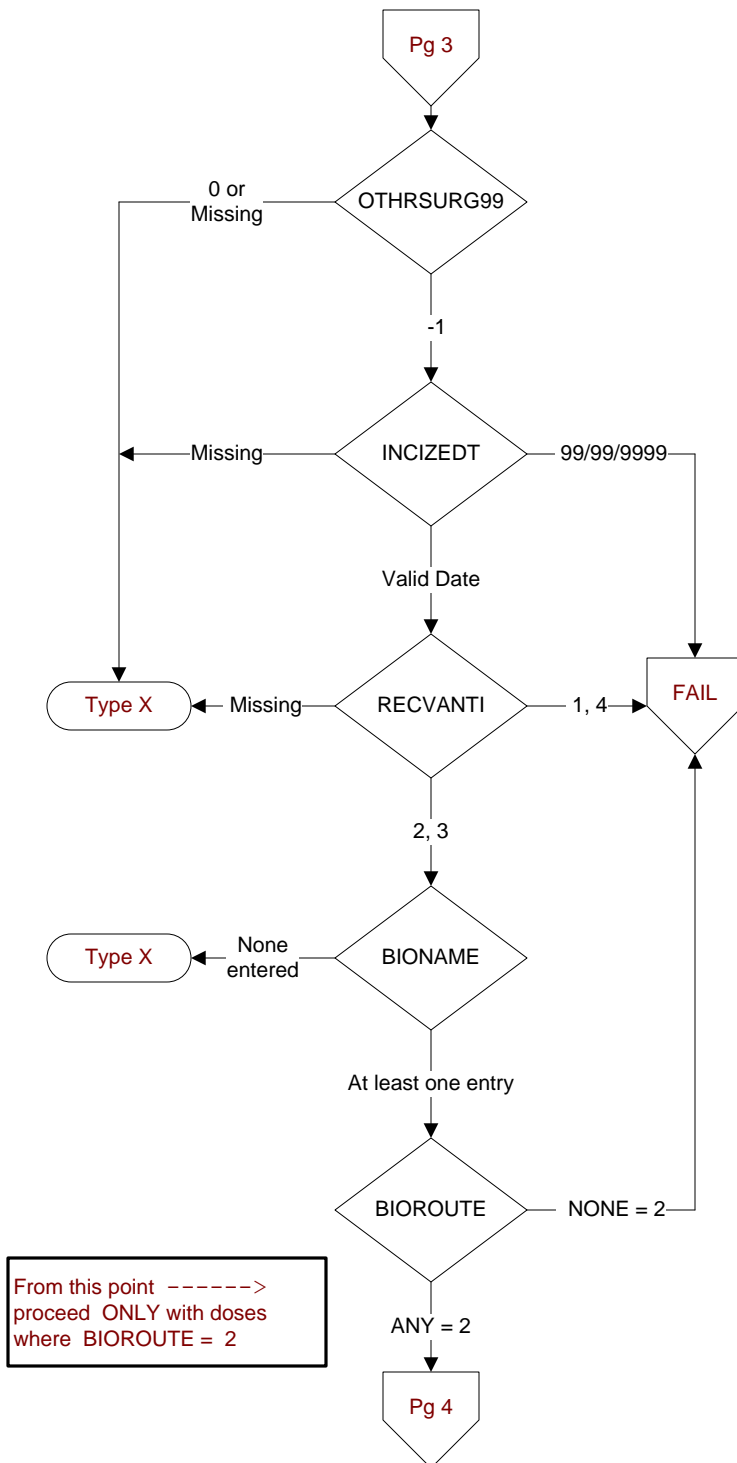 Pg 3
OTHRSURG99
0 or
Missing
-1
INCIZEDT
Missing
99/99/9999
Valid Date
RECVANTI
Type X
Missing
1, 4
FAIL
2, 3
BIONAME
Type X
None
entered
At least one entry
BIOROUTE
NONE = 2
From this point ------>
proceed ONLY with doses
where BIOROUTE = 2
ANY = 2
Pg 4